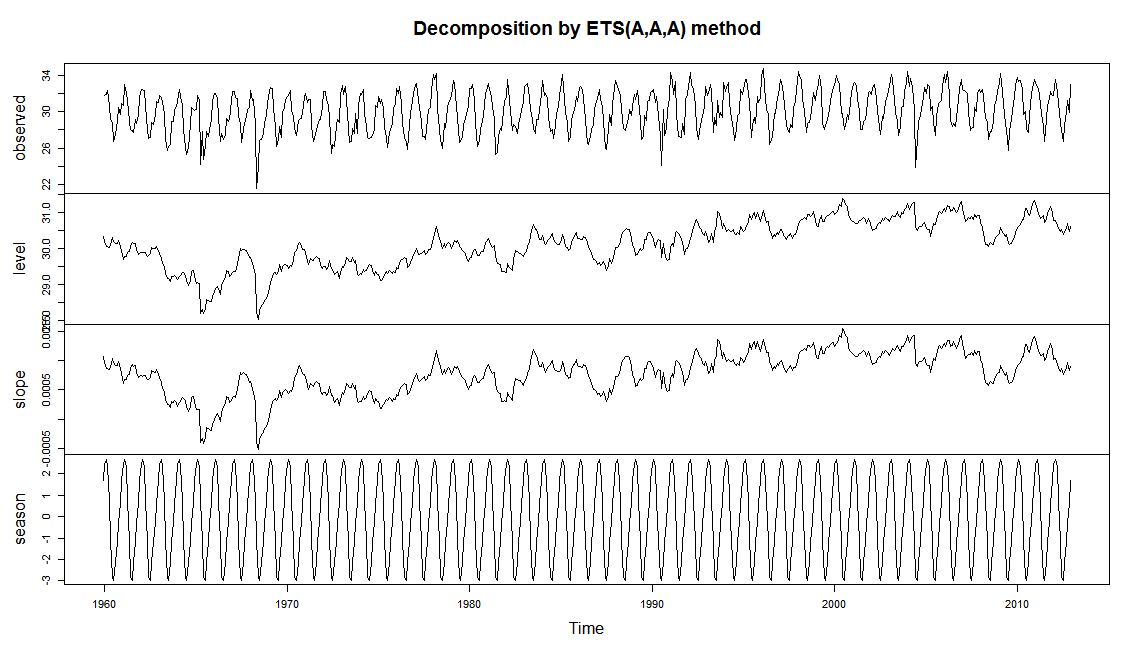 Decomposition by ETS(A,A,A) method
observed
34
30
26
22
level
31.0
30.0
29.0
slope
0.0005
-0.0005
season
2
1
0
-1
-2
-3
1960 1970 1980 1990 2000 2010
Time